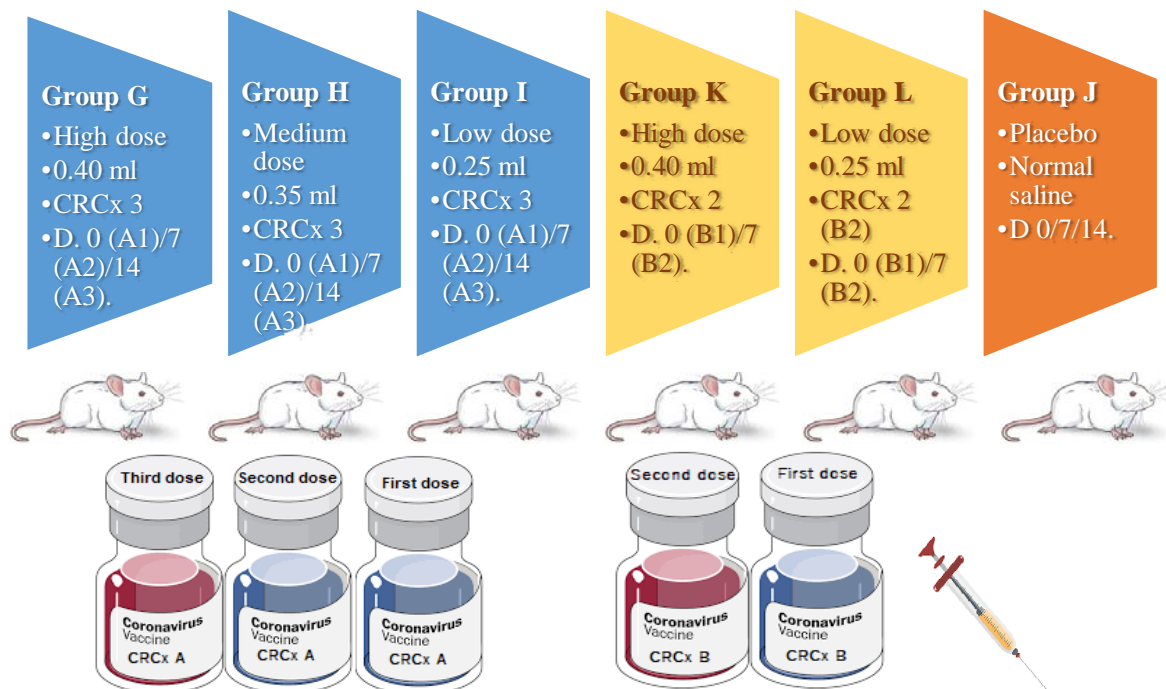 Group G
•High dose
•0.40 ml
•CRCx 3
•D. 0 (A1)/7
(A2)/14
(A3).
Group H
•Medium
dose
•0.35 ml
•CRCx 3
•D. 0 (A1)/7
(A2)/14
(A3).
Group I
•Low dose
•0.25 ml
•CRCx 3
•D. 0 (A1)/7
(A2)/14
(A3).
Group K
•High dose
•0.40 ml
•CRCx 2
•D. 0 (B1)/7
(B2).
Group L
•Low dose
•0.25 ml
•CRCx 2
(B2)
•D. 0 (B1)/7
(B2).
Group J
•Placebo
•Normal
saline
•D 0/7/14.
Third dose
Coronavirus
Vaccine
CRCx A
Second dose
Coronavirus
Vaccine
CRCx A
First dose
Coronavirus
Vaccine
CRCx A
Second dose
Coronavirus
Vaccine
CRCx B
First dose
Coronavirus
Vaccine
CRCx B